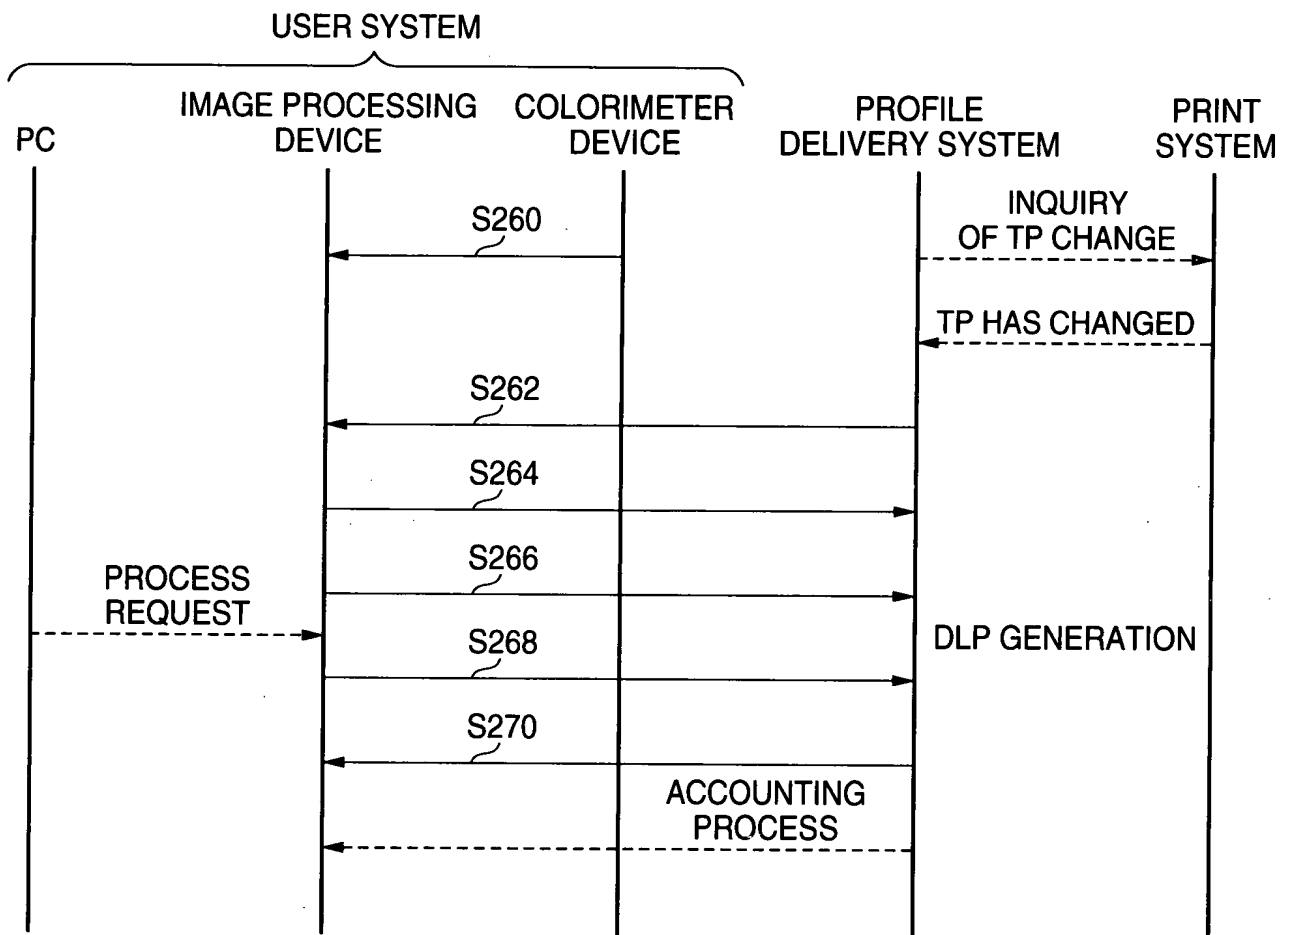 USER SYSTEM
PC
IMAGE PROCESSING
DEVICE
COLORIMETER
DEVICE
PROFILE
DELIVERY SYSTEM
PRINT
SYSTEM
S260
INQUIRY
OF TP CHANGE
TP HAS CHANGED
S262
S264
S266
PROCESS
REQUEST
S268
DLP GENERATION
S270
ACCOUNTING
PROCESS